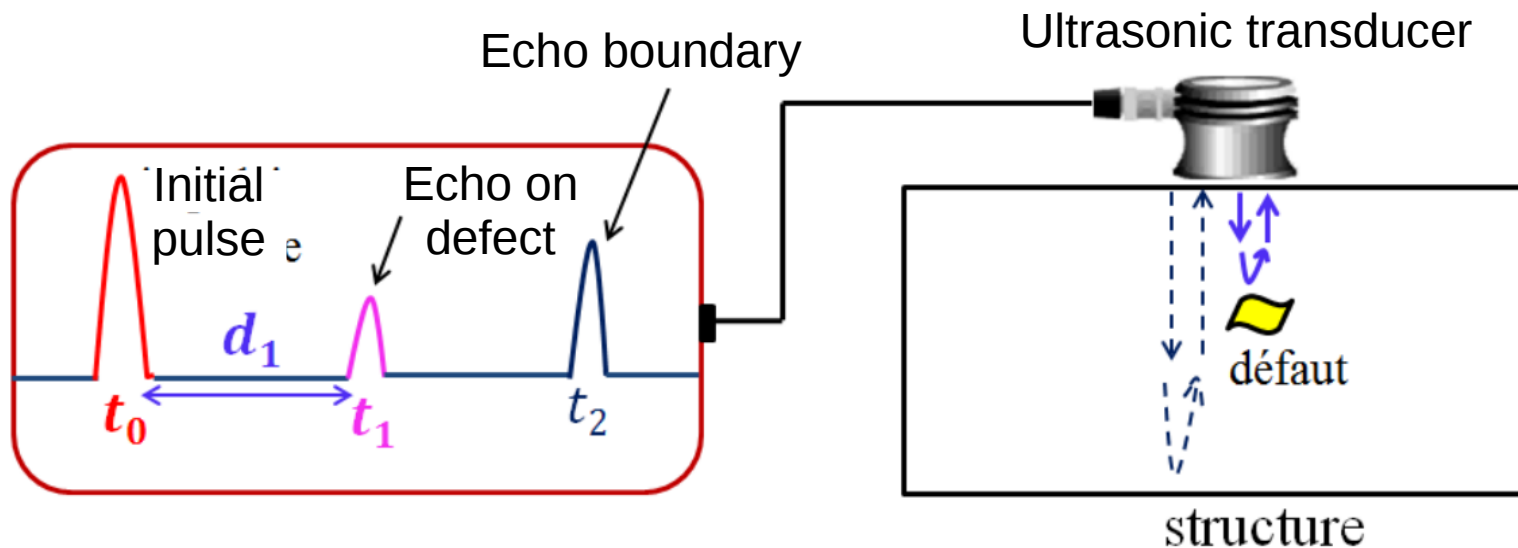 Ultrasonic transducer
Echo boundary
Initial
pulse
e
Echo on
defect
d₁
t₀
t₁
t₂
défaut
structure